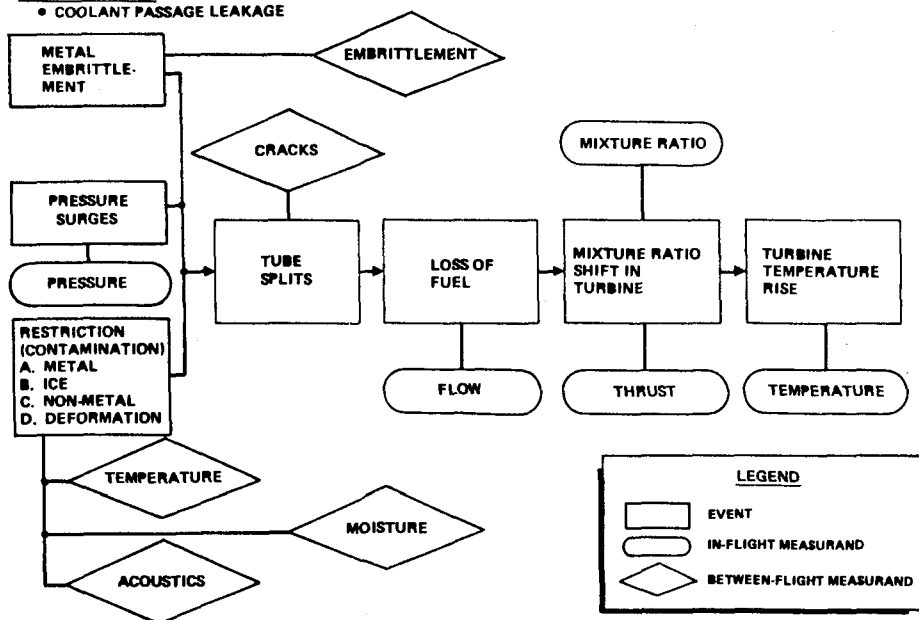 • COOLANT PASSAGE LEAKAGE
METAL
EMBRITTLE-
MENT
EMBRITTLEMENT
CRACKS
MIXTURE RATIO
PRESSURE
SURGES
TUBE
SPLITS
LOSS OF
FUEL
MIXTURE RATIO
SHIFT IN
TURBINE
TURBINE
TEMPERATURE
RISE
PRESSURE
RESTRICTION
(CONTAMINATION)
A. METAL
B. ICE
C. NON-METAL
D. DEFORMATION
FLOW
THRUST
TEMPERATURE
TEMPERATURE
MOISTURE
ACOUSTICS
LEGEND
EVENT
IN-FLIGHT MEASURAND
BETWEEN-FLIGHT MEASURAND